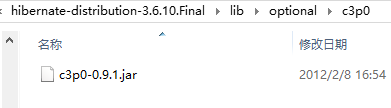 hibernate-distribution-3.6.10.Final › lib › optional › c3p0
名称 修改日期
c3p0-0.9.1.jar 2012/2/8 16:54